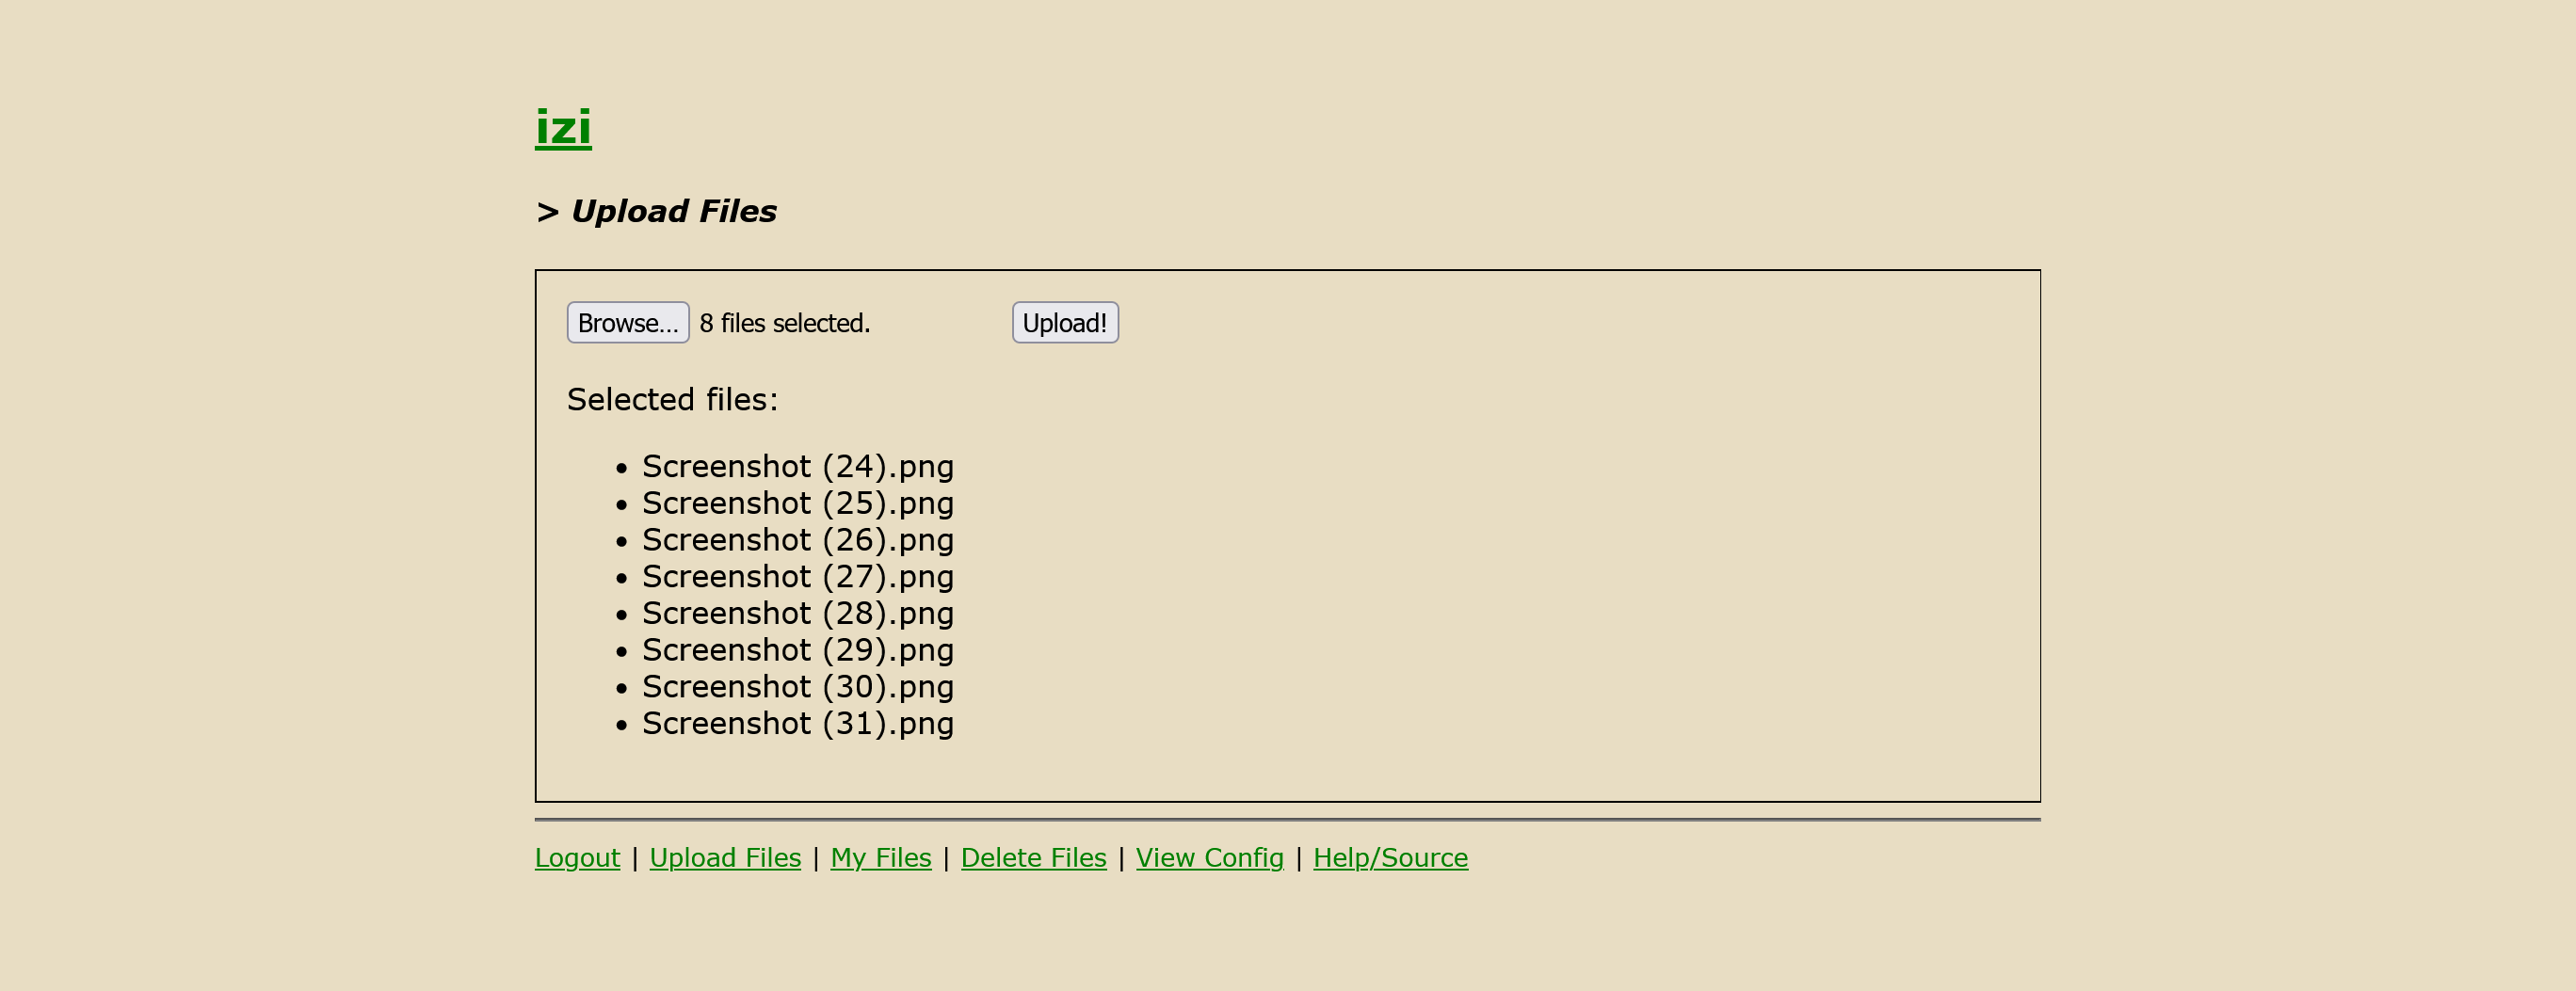 izi
> Upload Files
Browse... 8 files selected. Upload!
Selected files:
• Screenshot (24).png
• Screenshot (25).png
• Screenshot (26).png
• Screenshot (27).png
• Screenshot (28).png
• Screenshot (29).png
• Screenshot (30).png
• Screenshot (31).png
Logout | Upload Files | My Files | Delete Files | View Config | Help/Source